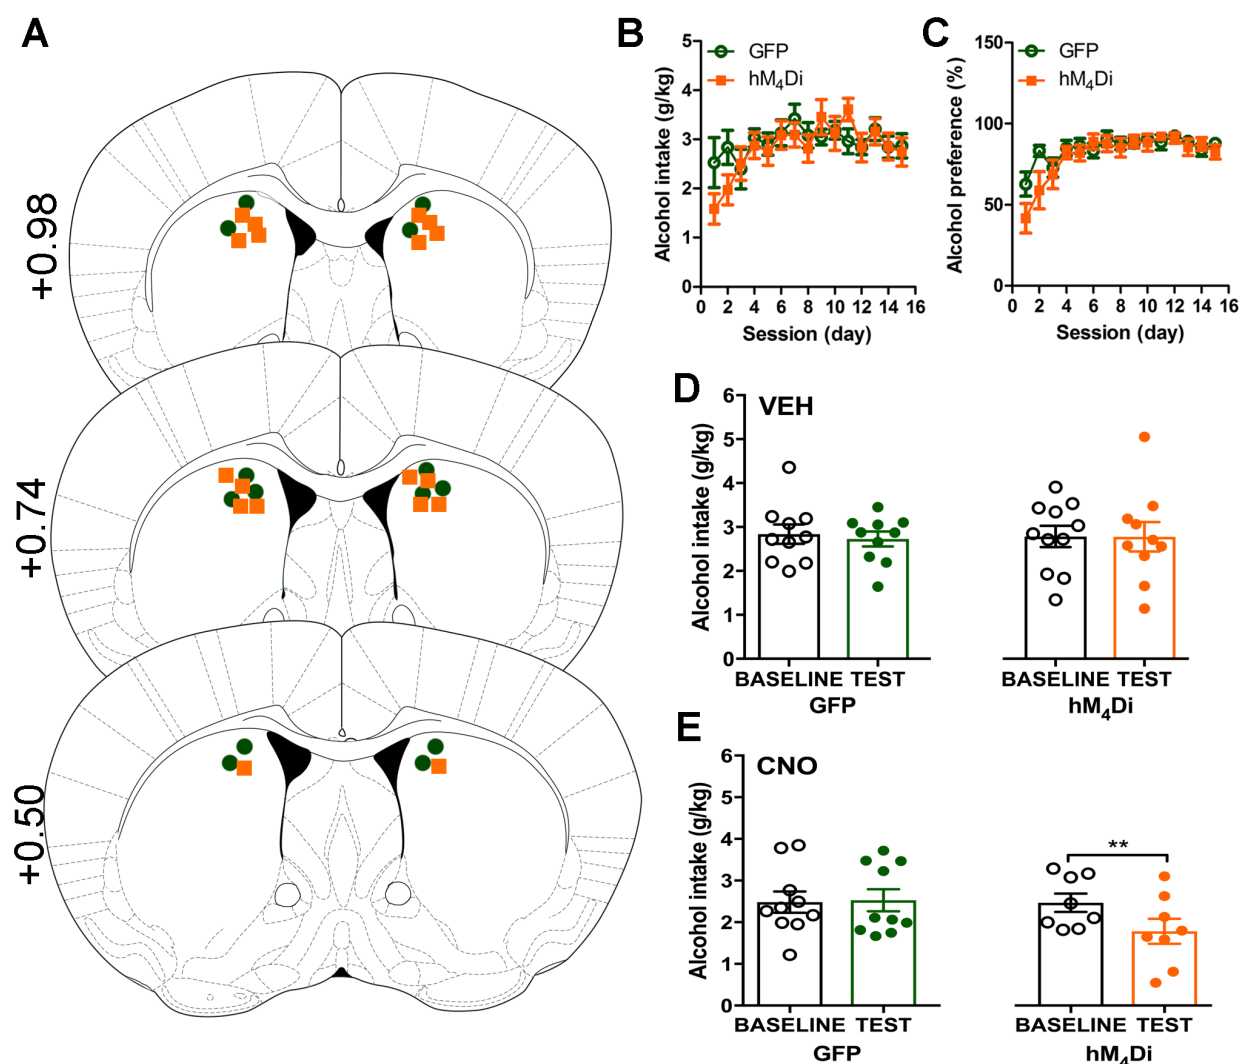 A
+0.98
+0.74
+0.50
B
Alcohol intake (g/kg)
5
4
3
2
1
0
GFP
hM4Di
0 2 4 6 8 10 12 14 16
Session (day)
C
Alcohol preference (%)
150
100
50
0
GFP
hM4Di
0 2 4 6 8 10 12 14 16
Session (day)
D
VEH
Alcohol intake (g/kg)
6
5
4
3
2
1
0
BASELINE TEST
GFP
BASELINE TEST
hM4Di
E
CNO
Alcohol intake (g/kg)
6
5
4
3
2
1
0
BASELINE TEST
GFP
**
BASELINE TEST
hM4Di